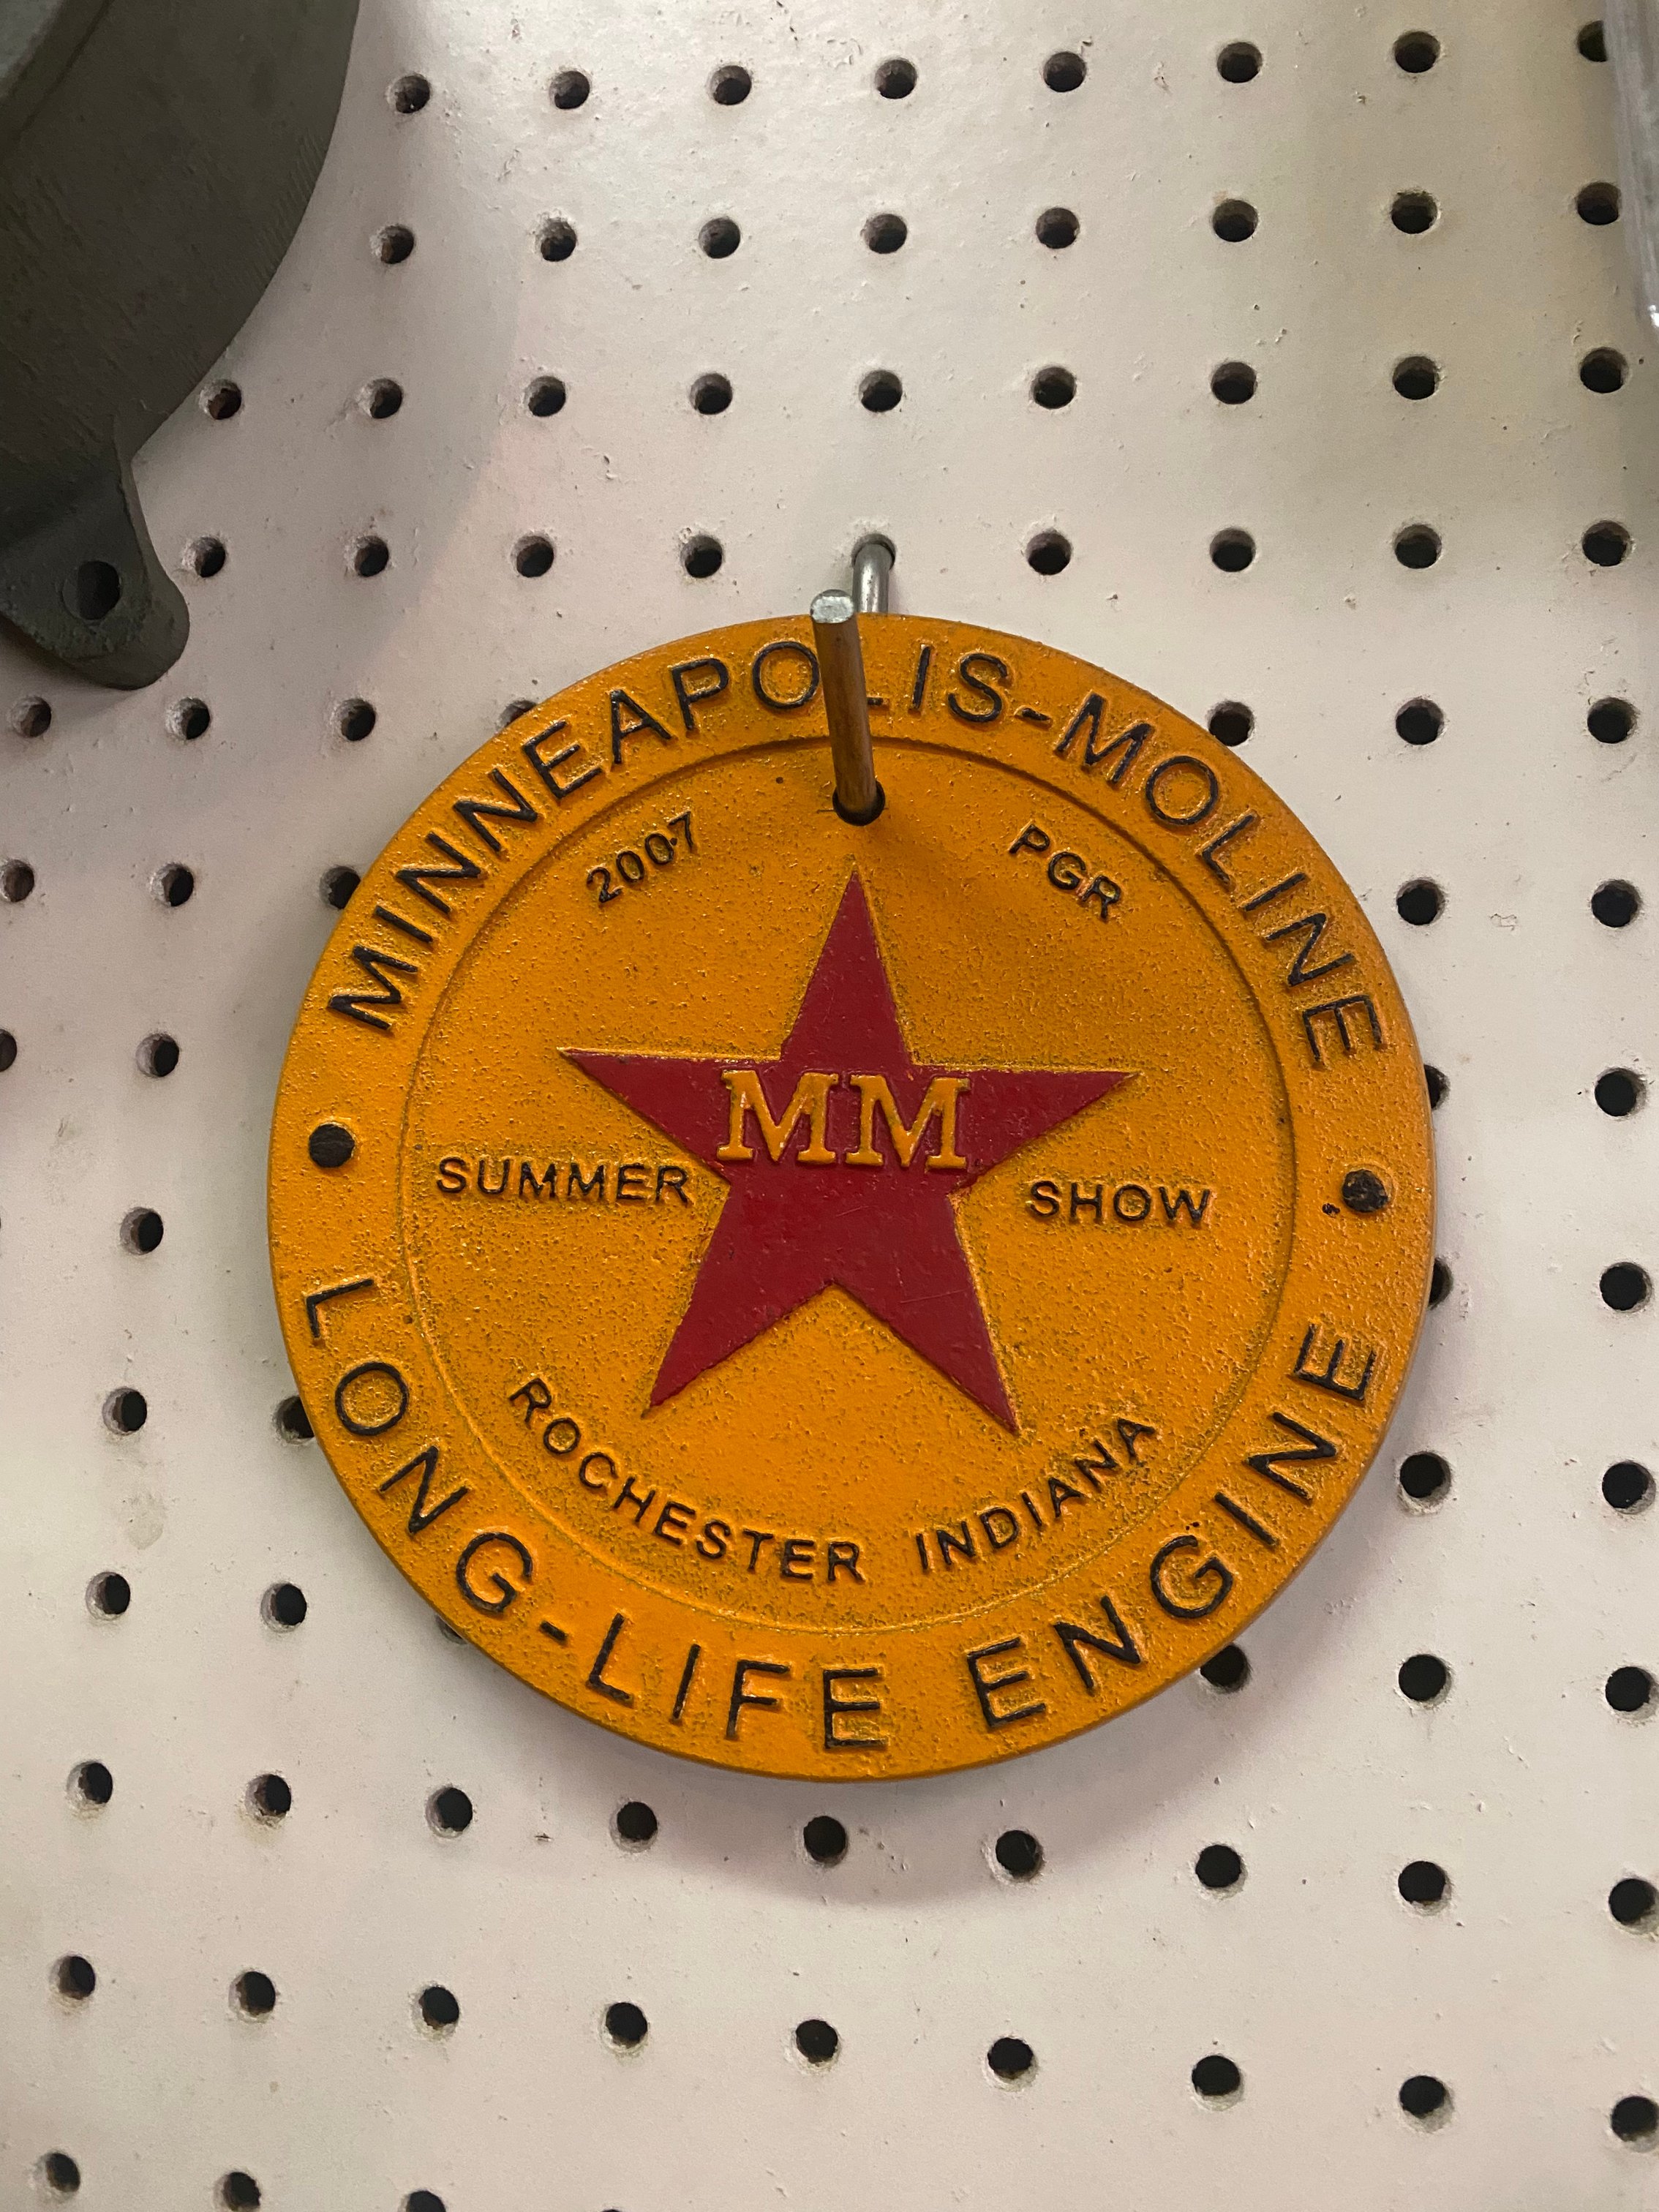 MINNEAPOLIS-MOLINE
2007 PGR
MM
SUMMER SHOW
ROCHESTER INDIANA
LONG-LIFE ENGINE